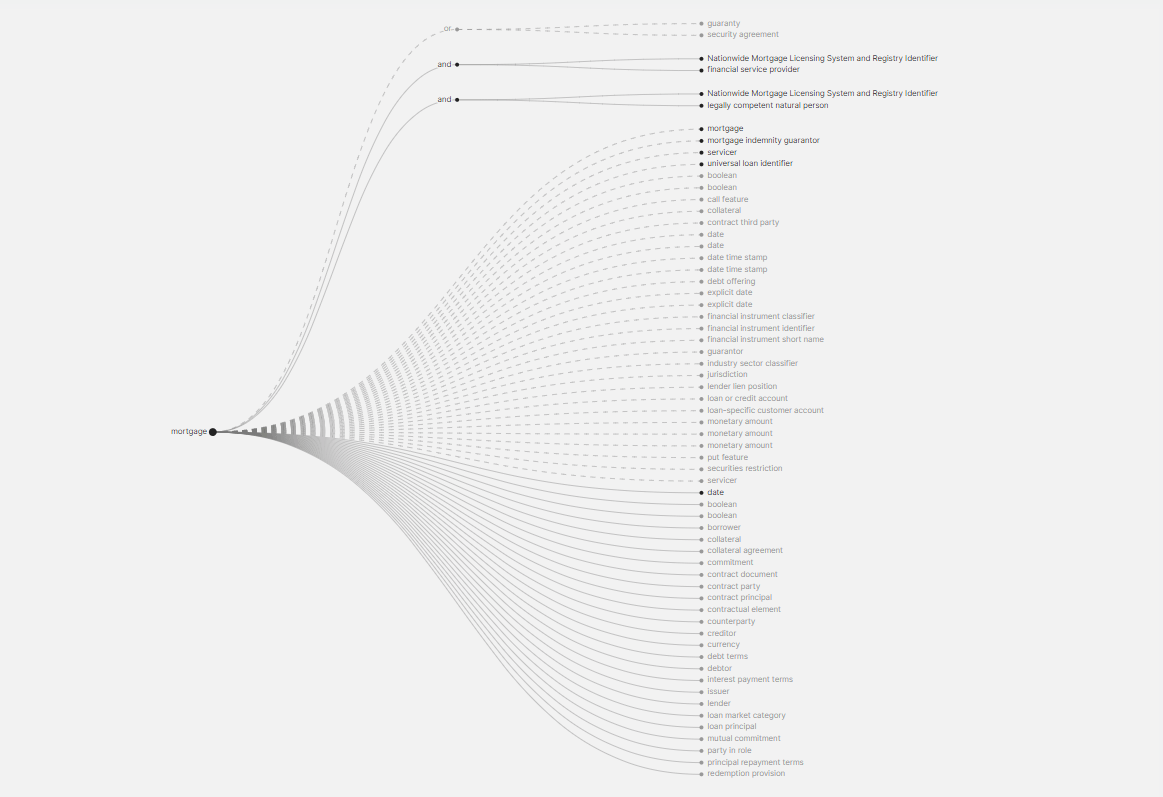 or
guaranty
security agreement
and
Nationwide Mortgage Licensing System and Registry Identifier
financial service provider
and
Nationwide Mortgage Licensing System and Registry Identifier
legally competent natural person
mortgage
mortgage indemnity guarantor
servicer
universal loan identifier
boolean
boolean
call feature
collateral
contract third party
date
date
date time stamp
date time stamp
debt offering
explicit date
explicit date
financial instrument classifier
financial instrument identifier
financial instrument short name
guarantor
industry sector classifier
jurisdiction
lender lien position
loan or credit account
loan-specific customer account
monetary amount
mortgage
monetary amount
monetary amount
put feature
securities restriction
servicer
date
boolean
boolean
borrower
collateral
collateral agreement
commitment
contract document
contract party
contract principal
contractual element
counterparty
creditor
currency
debt terms
debtor
interest payment terms
issuer
lender
loan market category
loan principal
mutual commitment
party in role
principal repayment terms
redemption provision